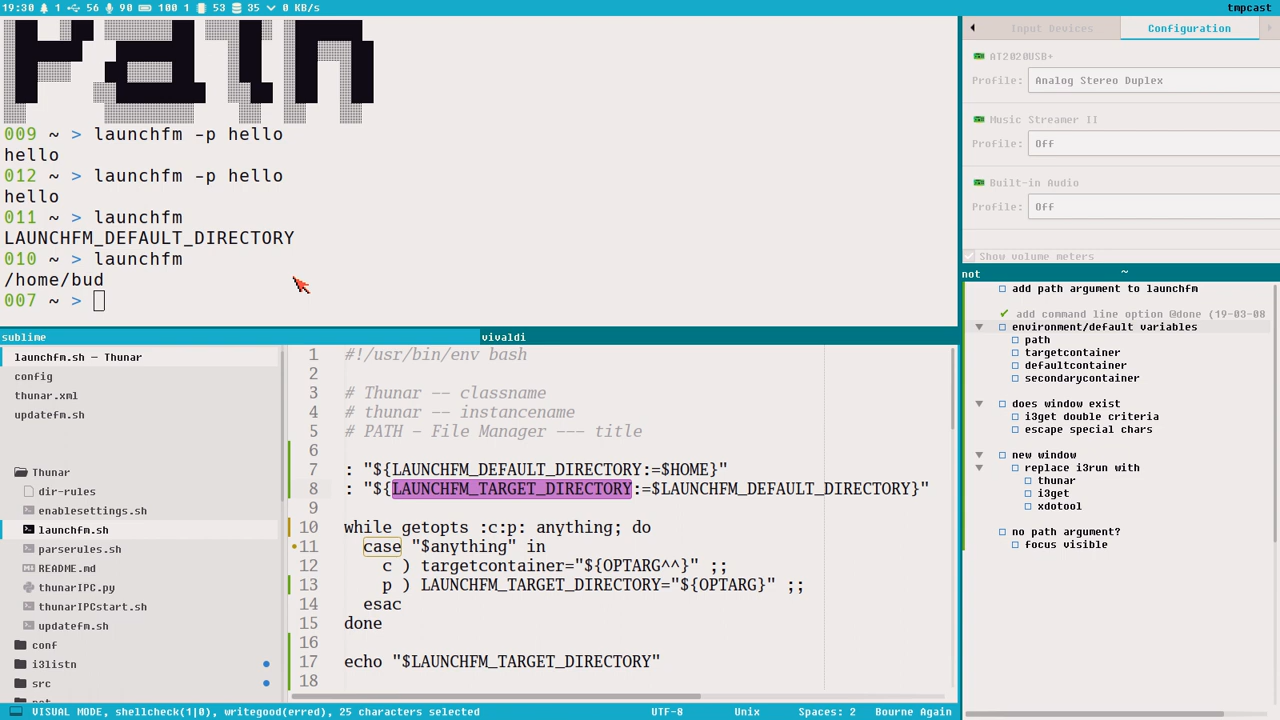 19:30 1 56 90 100 1 53 35 0 KB/s
tmpcast
pain
009 ~ > launchfm -p hello
hello
012 ~ > launchfm -p hello
hello
011 ~ > launchfm
LAUNCHFM_DEFAULT_DIRECTORY
010 ~ > launchfm
/home/bud
007 ~ >
Input Devices
Configuration
AT2020USB+
Profile: Analog Stereo Duplex
Music Streamer II
Profile: Off
Built-in Audio
Profile: Off
Show volume meters
not ~
add path argument to launchfm
✓ add command line option @done (19-03-08
environment/default variables
path
targetcontainer
defaultcontainer
secondarycontainer
does window exist
i3get double criteria
escape special chars
new window
replace i3run with
thunar
i3get
xdotool
no path argument?
focus visible
sublime
vivaldi
launchfm.sh — Thunar
config
thunar.xml
updatefm.sh
Thunar
dir-rules
enablesettings.sh
launchfm.sh
parserules.sh
README.md
thunarIPC.py
thunarIPCstart.sh
updatefm.sh
conf
i3listn
src
1 #!/usr/bin/env bash
2
3 # Thunar -- classname
4 # thunar -- instancename
5 # PATH - File Manager --- title
6
7 : "${LAUNCHFM_DEFAULT_DIRECTORY:=$HOME}"
8 : "${LAUNCHFM_TARGET_DIRECTORY:=$LAUNCHFM_DEFAULT_DIRECTORY}"
9
10 while getopts :c:p: anything; do
11 case "$anything" in
12 c ) targetcontainer="${OPTARG^^}" ;;
13 p ) LAUNCHFM_TARGET_DIRECTORY="${OPTARG}" ;;
14 esac
15 done
16
17 echo "$LAUNCHFM_TARGET_DIRECTORY"
18
VISUAL MODE, shellcheck(1|0), writegood(erred), 25 characters selected
UTF-8
Unix
Spaces: 2
Bourne Again